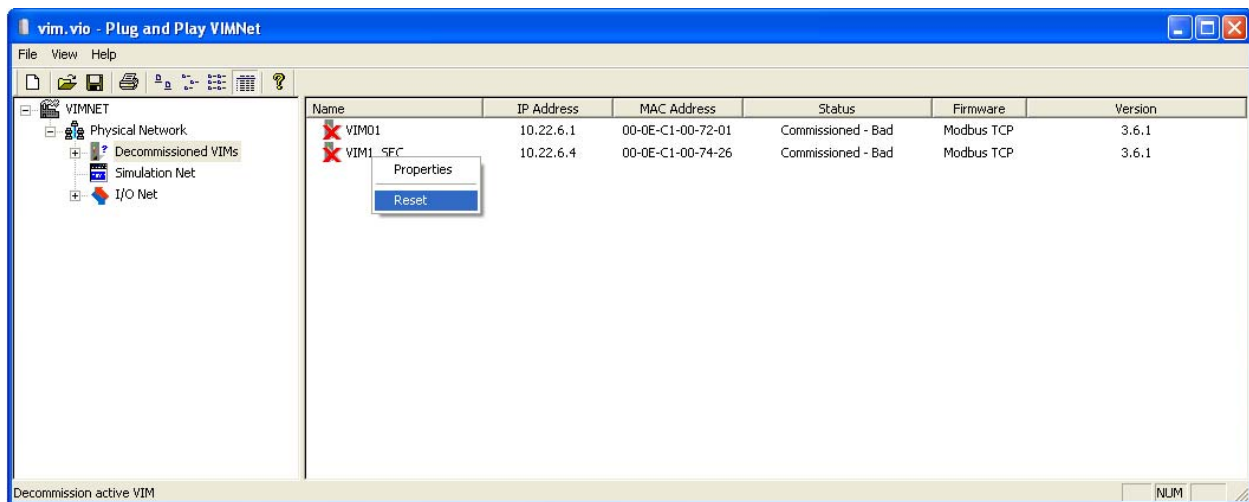 vim.vio - Plug and Play VIMNet
File View Help
VIMNET
Physical Network
Decommissioned VIMs
Simulation Net
I/O Net
Name IP Address MAC Address Status Firmware Version
VIM01 10.22.6.1 00-0E-C1-00-72-01 Commissioned - Bad Modbus TCP 3.6.1
VIM1_SEC 10.22.6.4 00-0E-C1-00-74-26 Commissioned - Bad Modbus TCP 3.6.1
Properties
Reset
Decommission active VIM NUM